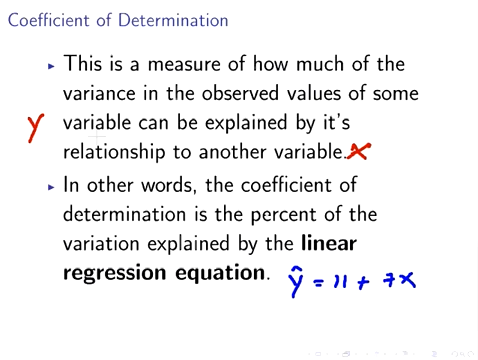 Coefficient of Determination
This is a measure of how much of the
variance in the observed values of some
y variable can be explained by it's
relationship to another variable. x
In other words, the coefficient of
determination is the percent of the
variation explained by the linear
regression equation. ŷ = 11 + 7x